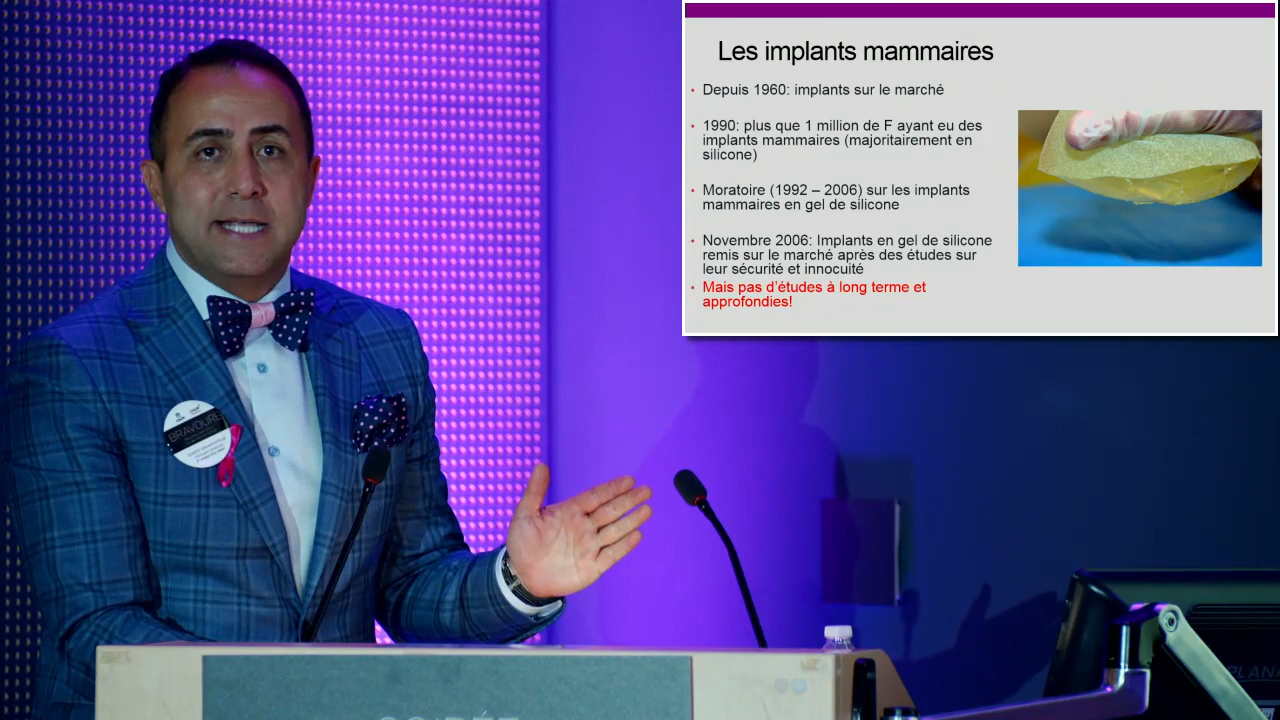 Les implants mammaires
Depuis 1960: implants sur le marché
1990: plus que 1 million de F ayant eu des
implants mammaires (majoritairement en
silicone)
Moratoire (1992 – 2006) sur les implants
mammaires en gel de silicone
Novembre 2006: Implants en gel de silicone
remis sur le marché après des études sur
leur sécurité et innocuité
Mais pas d'études à long terme et
approfondies!
BRAVOURE
SOIRÉE